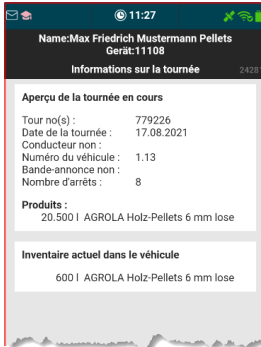 11:27
Name:Max Friedrich Mustermann Pellets
Gerät:11108
Informations sur la tournée
2428
Aperçu de la tournée en cours
Tour no(s) : 779226
Date de la tournée : 17.08.2021
Conducteur non :
Numéro du véhicule : 1.13
Bande-annonce non :
Nombre d'arrêts : 8
Produits :
20.500 l AGROLA Holz-Pellets 6 mm lose
Inventaire actuel dans le véhicule
600 l AGROLA Holz-Pellets 6 mm lose